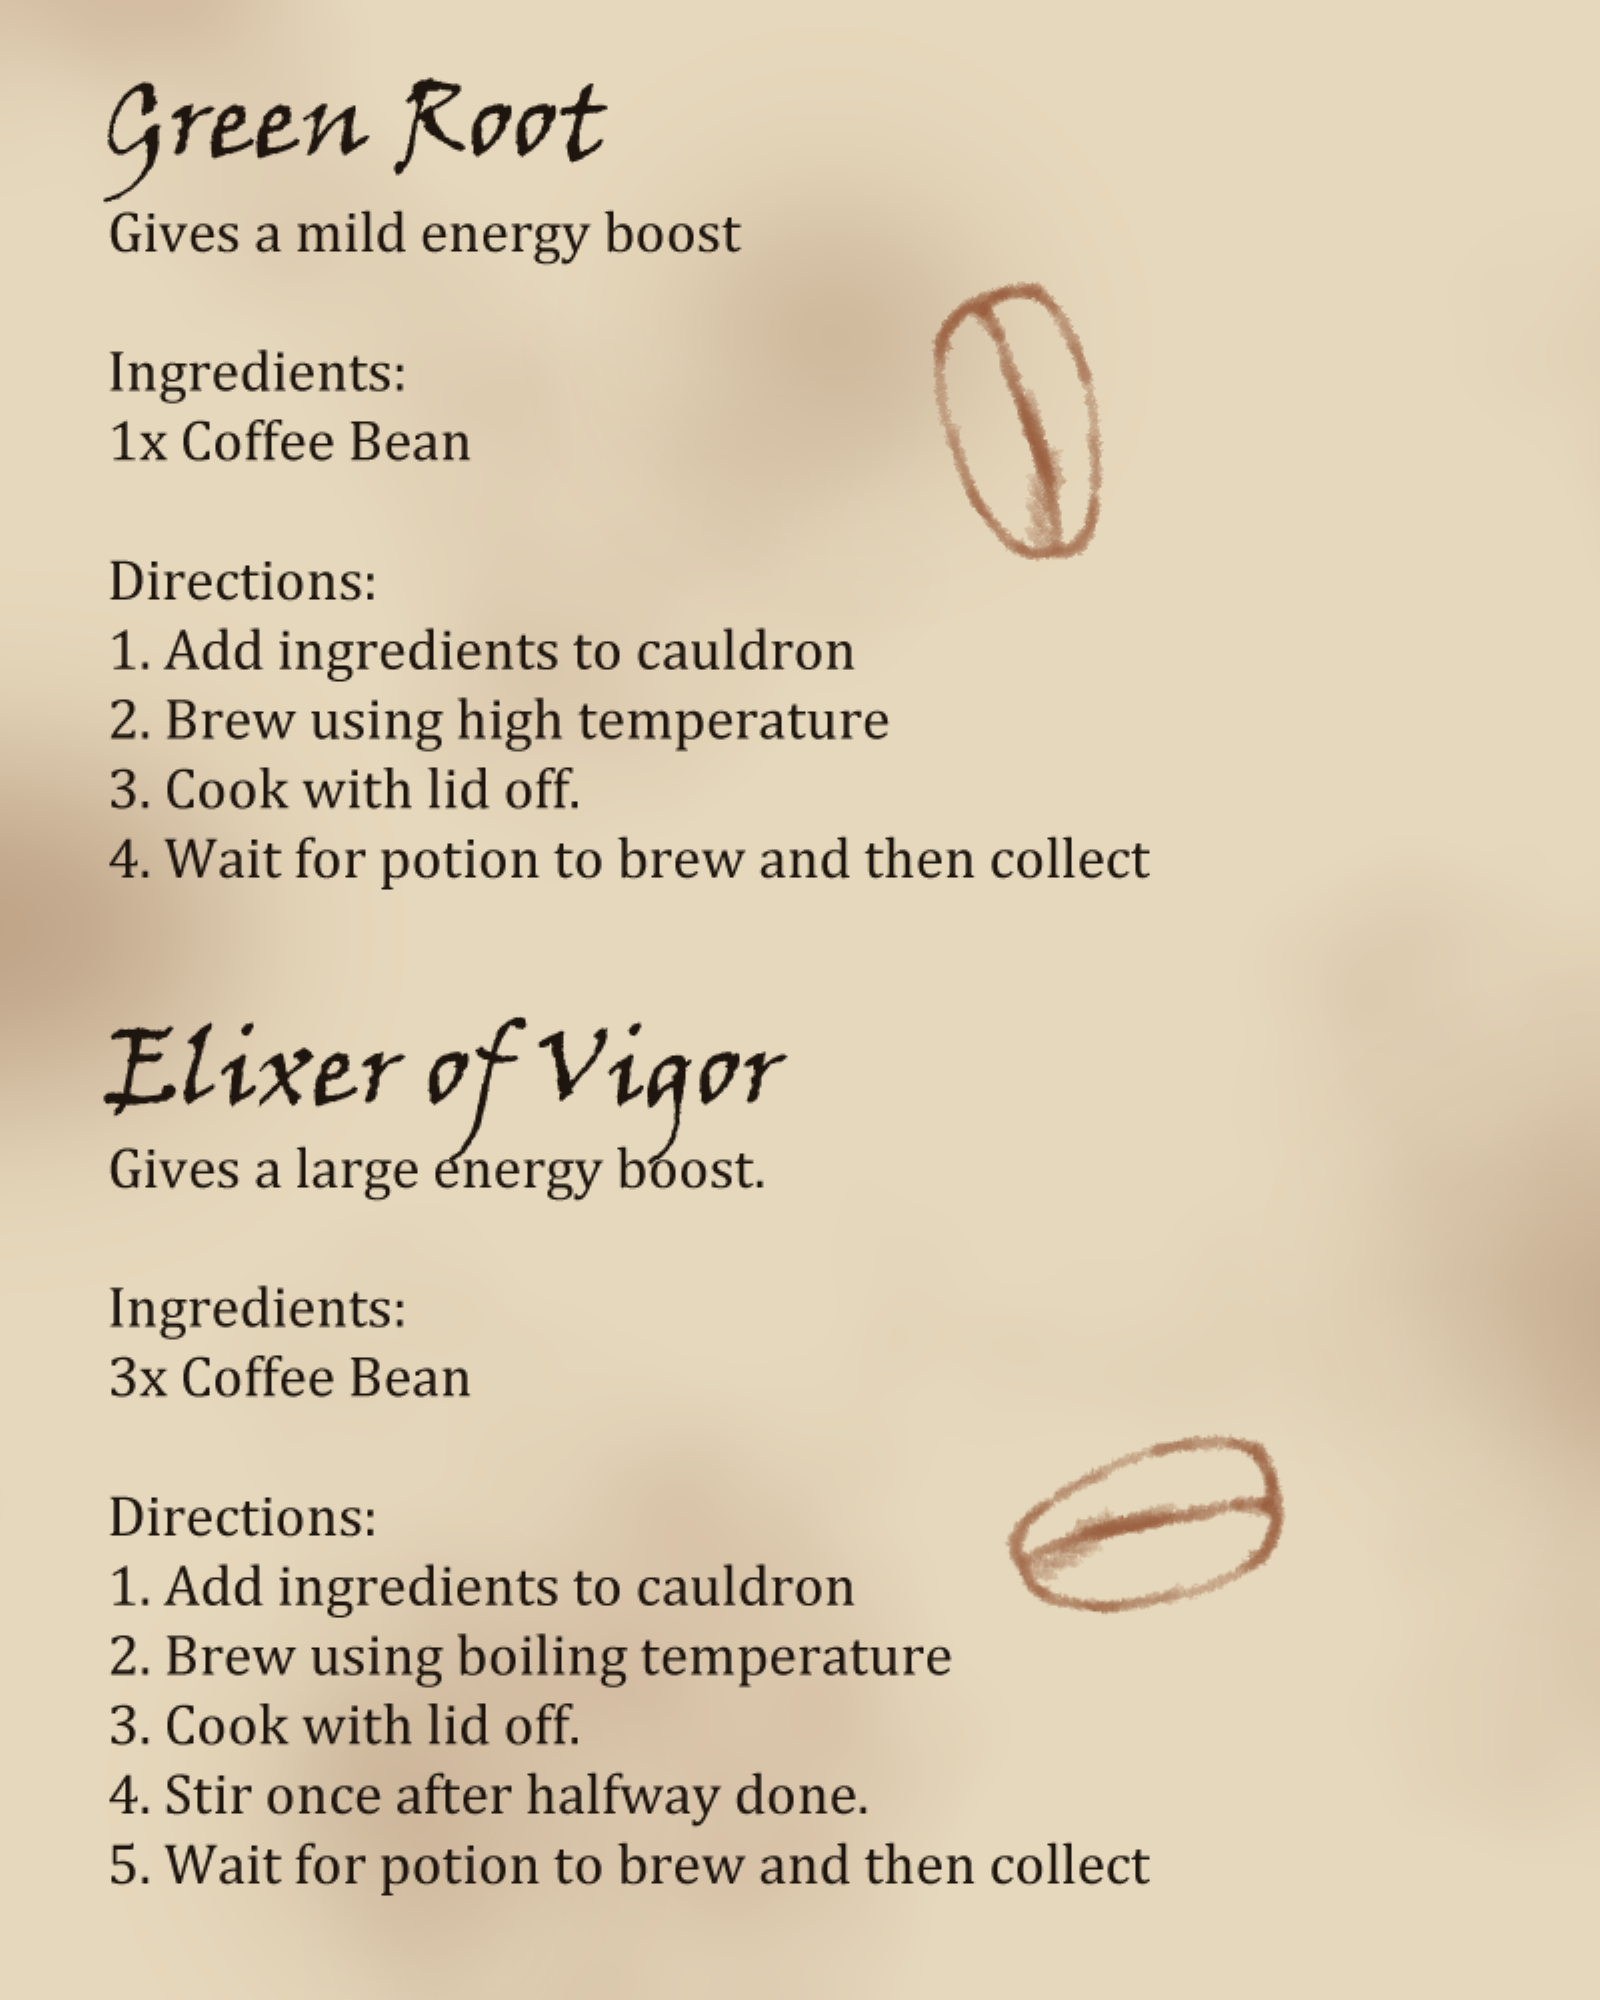 Green Root
Gives a mild energy boost
Ingredients:
1x Coffee Bean
Directions:
1. Add ingredients to cauldron
2. Brew using high temperature
3. Cook with lid off.
4. Wait for potion to brew and then collect
Elixer of Vigor
Gives a large energy boost.
Ingredients:
3x Coffee Bean
Directions:
1. Add ingredients to cauldron
2. Brew using boiling temperature
3. Cook with lid off.
4. Stir once after halfway done.
5. Wait for potion to brew and then collect